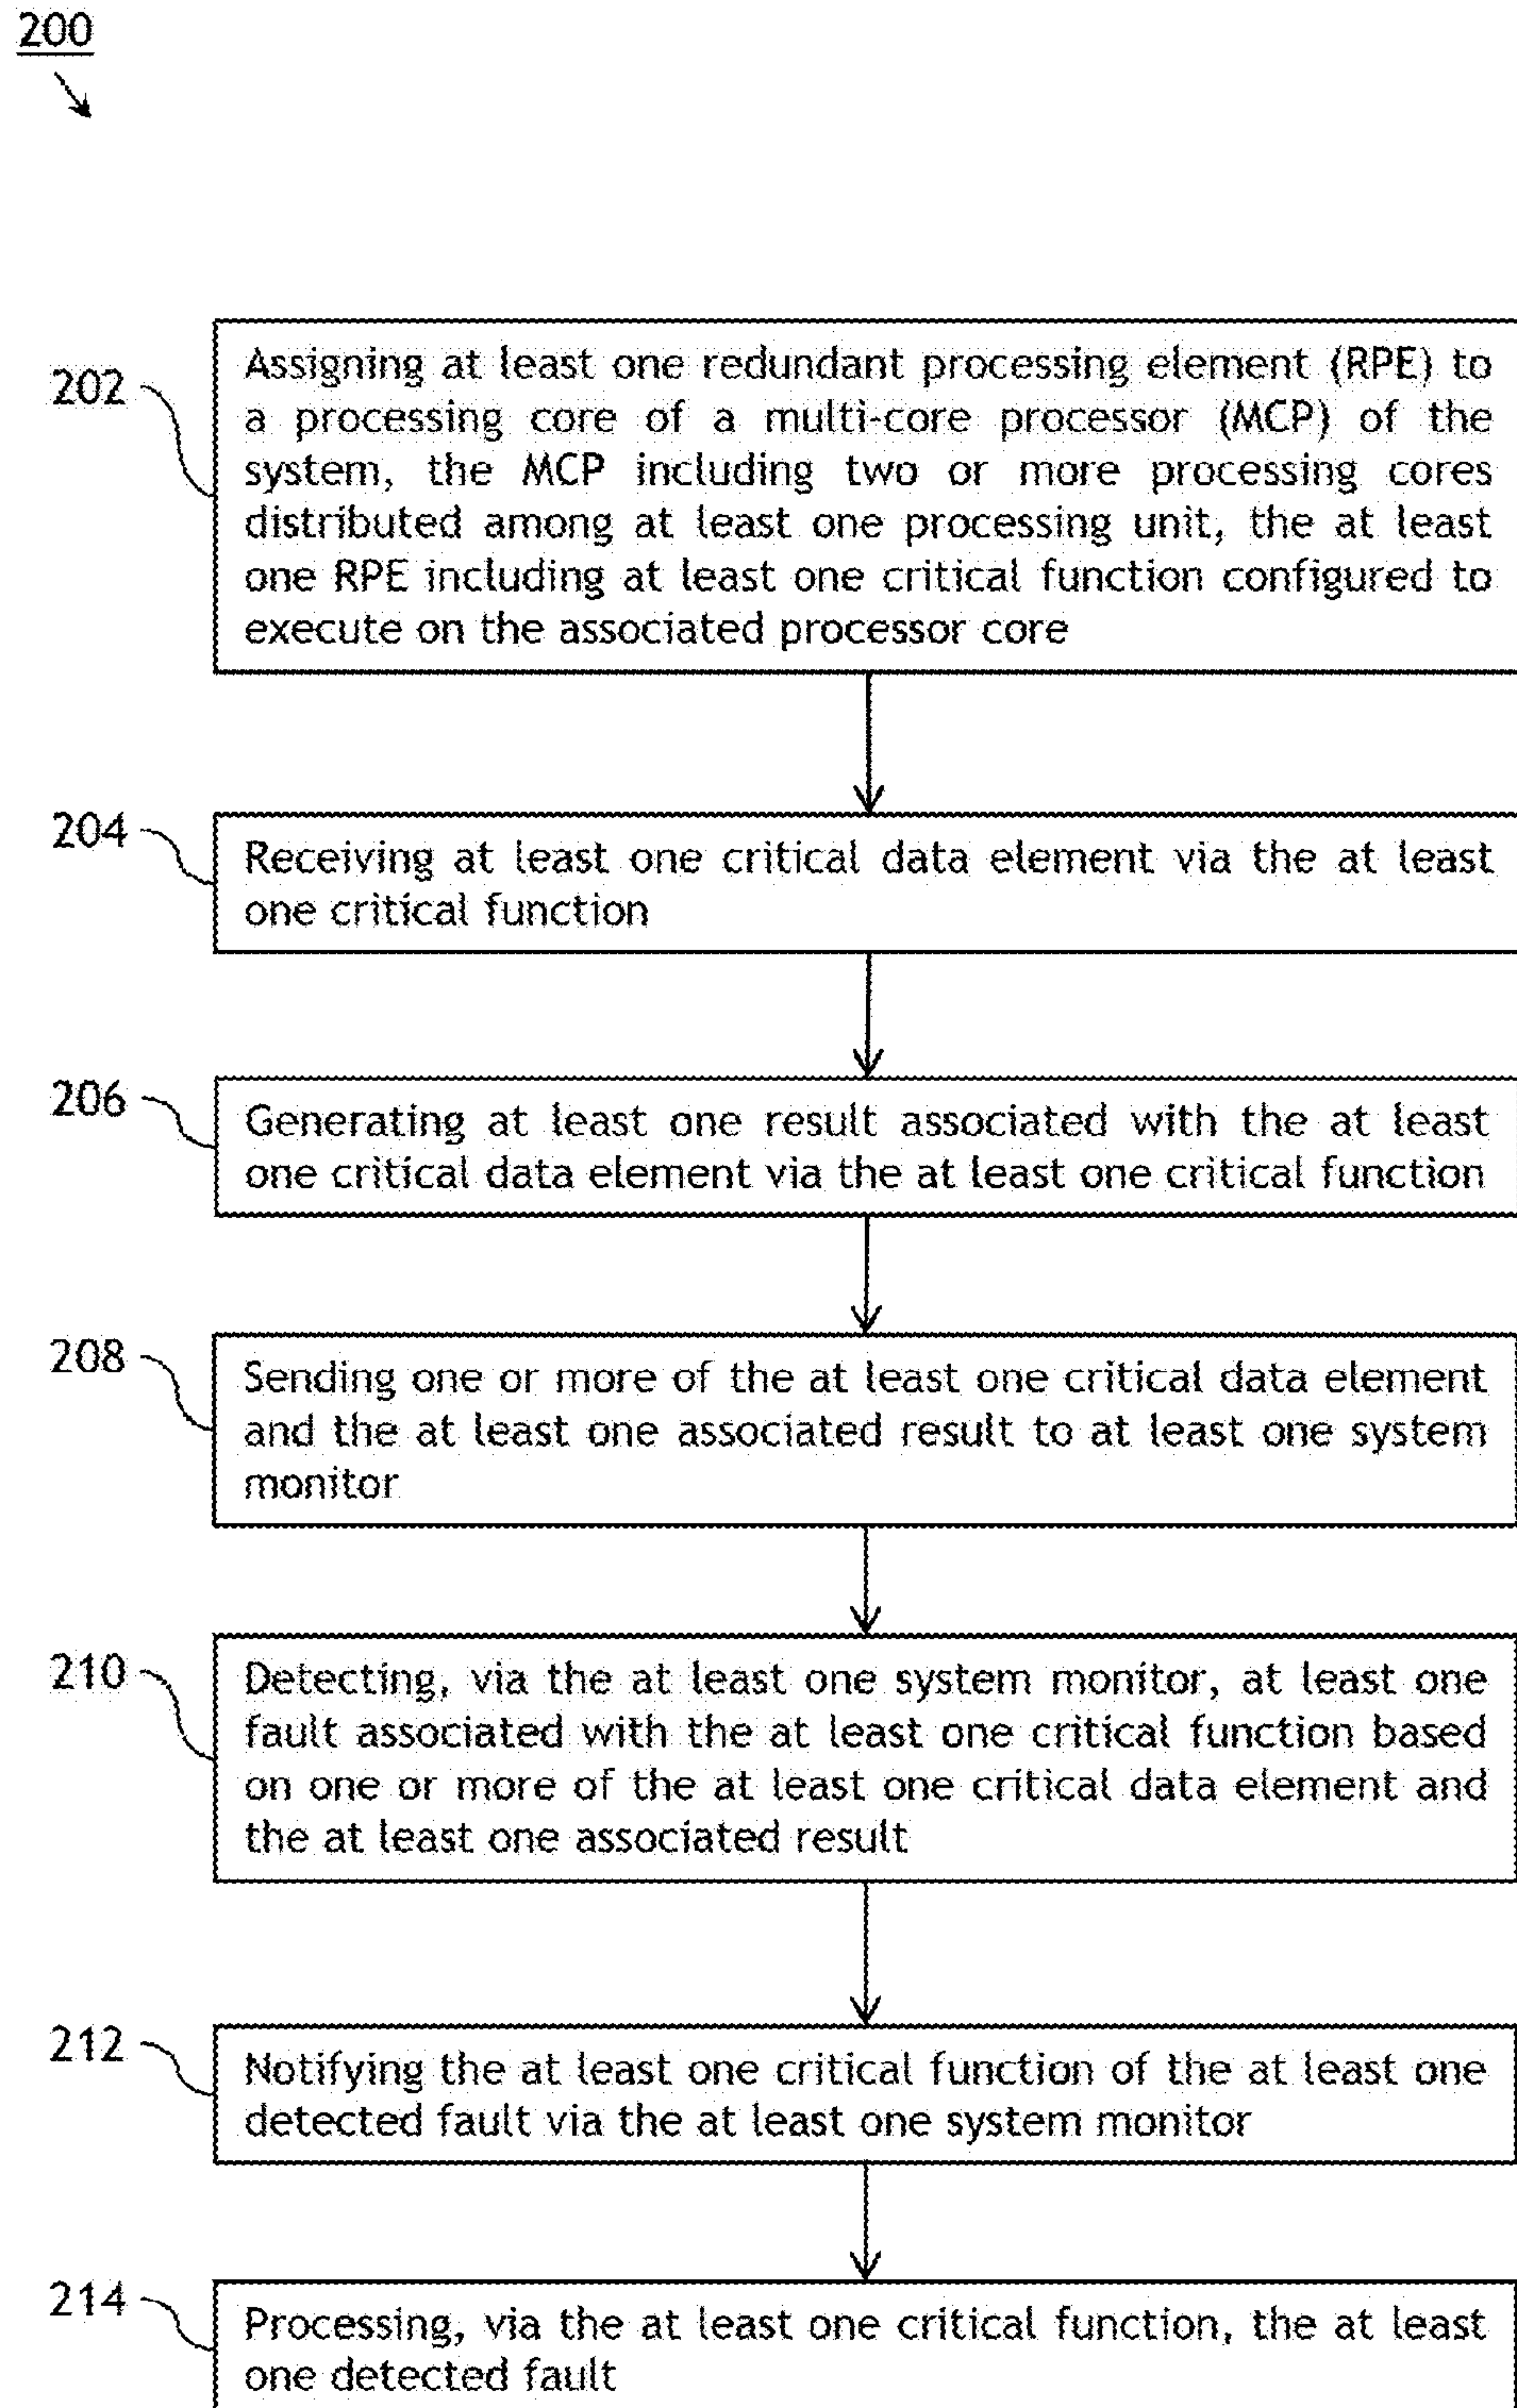 200
202
Assigning at least one redundant processing element (RPE) to
a processing core of a multi-core processor (MCP) of the
system, the MCP including two or more processing cores
distributed among at least one processing unit, the at least
one RPE including at least one critical function configured to
execute on the associated processor core
204
Receiving at least one critical data element via the at least
one critical function
206
Generating at least one result associated with the at least
one critical data element via the at least one critical function
208
Sending one or more of the at least one critical data element
and the at least one associated result to at least one system
monitor
210
Detecting, via the at least one system monitor, at least one
fault associated with the at least one critical function based
on one or more of the at least one critical data element and
the at least one associated result
212
Notifying the at least one critical function of the at least one
detected fault via the at least one system monitor
214
Processing, via the at least one critical function, the at least
one detected fault